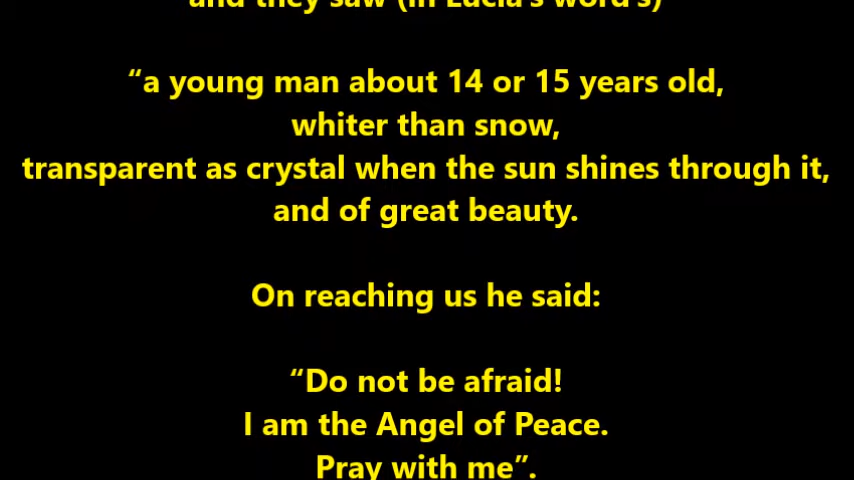 and they saw (in Lucia's word's)
“a young man about 14 or 15 years old,
whiter than snow,
transparent as crystal when the sun shines through it,
and of great beauty.
On reaching us he said:
“Do not be afraid!
I am the Angel of Peace.
Pray with me”.